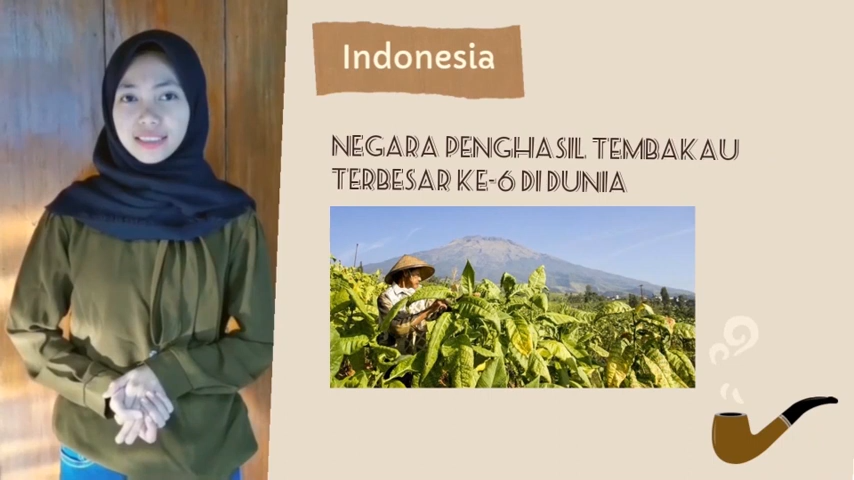 Indonesia
NEGARA PENGHASIL TEMBAKAU
TERBESAR KE-6 DI DUNIA